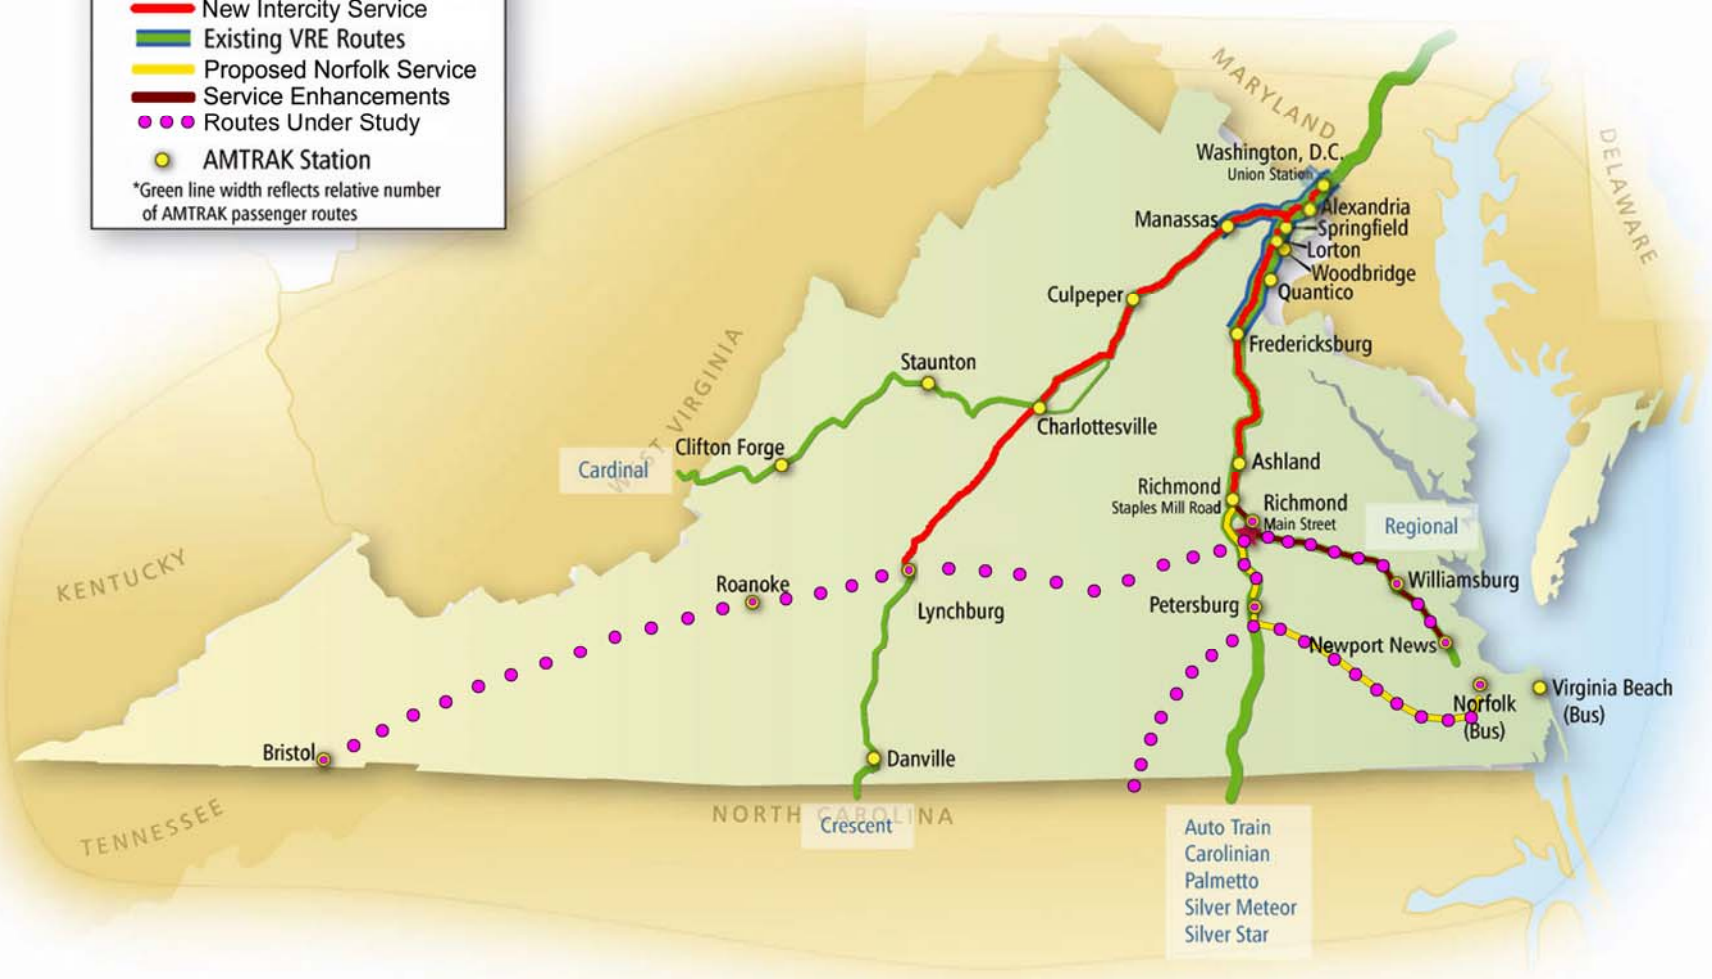 New Intercity Service
Existing VRE Routes
Proposed Norfolk Service
Service Enhancements
Routes Under Study
AMTRAK Station
*Green line width reflects relative number
of AMTRAK passenger routes
MARYLAND
DELAWARE
Washington, D.C.
Union Station
Alexandria
Manassas
Springfield
Lorton
Woodbridge
Quantico
Culpeper
Fredericksburg
WEST VIRGINIA
Staunton
Charlottesville
Clifton Forge
Cardinal
Ashland
Richmond
Staples Mill Road
Richmond
Main Street
Regional
KENTUCKY
Roanoke
Lynchburg
Williamsburg
Petersburg
Newport News
Norfolk
(Bus)
Virginia Beach
(Bus)
Bristol
Danville
TENNESSEE
NORTH CAROLINA
Crescent
Auto Train
Carolinian
Palmetto
Silver Meteor
Silver Star